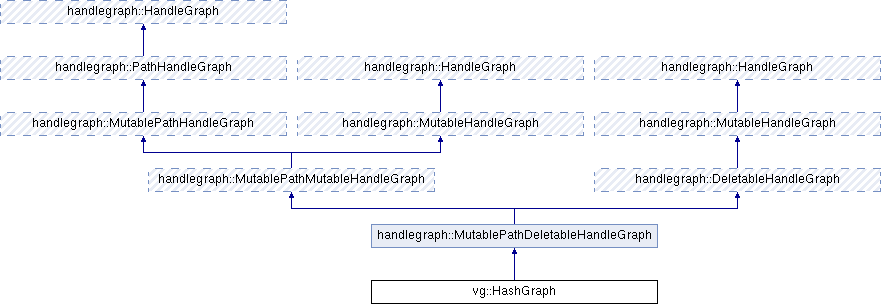 handlegraph::HandleGraph
handlegraph::PathHandleGraph handlegraph::HandleGraph handlegraph::HandleGraph
handlegraph::MutablePathHandleGraph handlegraph::MutableHandleGraph handlegraph::MutableHandleGraph
handlegraph::MutablePathMutableHandleGraph handlegraph::DeletableHandleGraph
handlegraph::MutablePathDeletableHandleGraph
vg::HashGraph